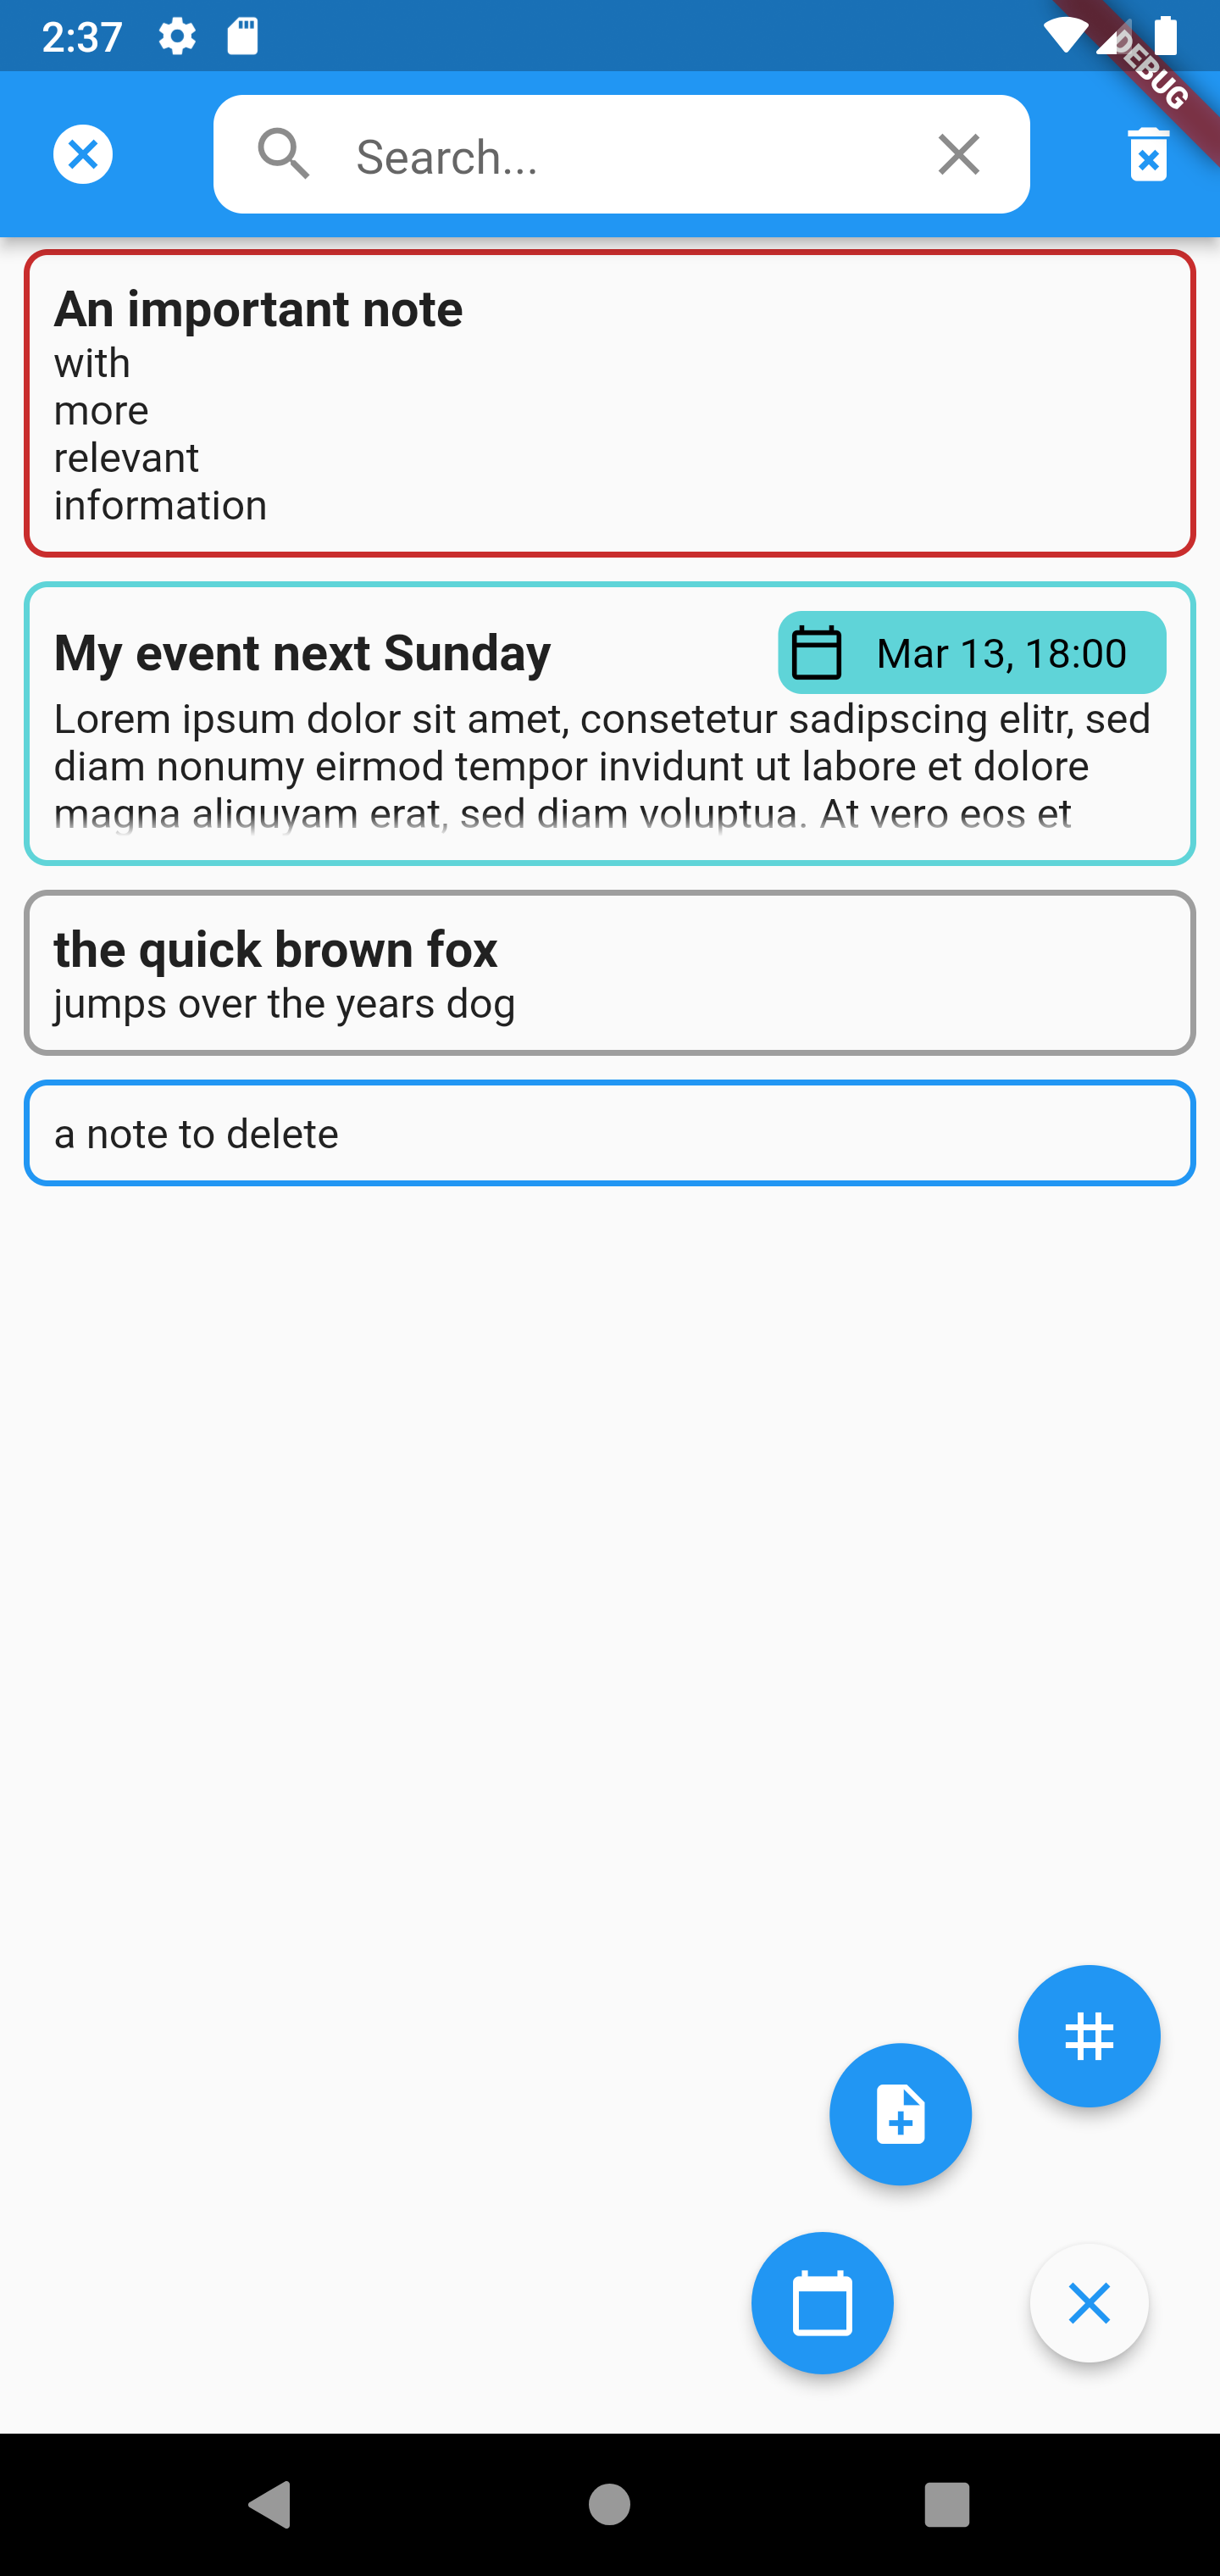 2:37
DEBUG
Search...
An important note
with
more
relevant
information
My event next Sunday
Mar 13, 18:00
Lorem ipsum dolor sit amet, consetetur sadipscing elitr, sed
diam nonumy eirmod tempor invidunt ut labore et dolore
magna aliquyam erat, sed diam voluptua. At vero eos et
the quick brown fox
jumps over the years dog
a note to delete